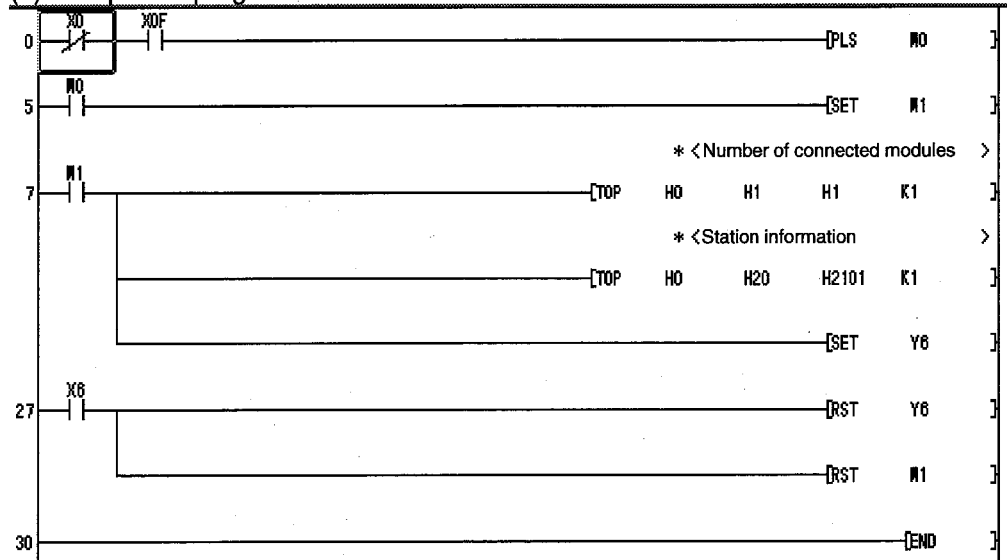 X0 X0F
0 [PLS M0 ]
M0
5 [SET M1 ]
* <Number of connected modules >
M1
7 [TOP H0 H1 H1 K1 ]
* <Station information >
[TOP H0 H20 H2101 K1 ]
[SET Y6 ]
X6
27 [RST Y6 ]
[RST M1 ]
30 [END ]